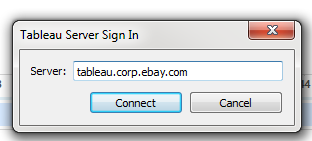 Tableau Server Sign In
Server: tableau.corp.ebay.com
Connect Cancel